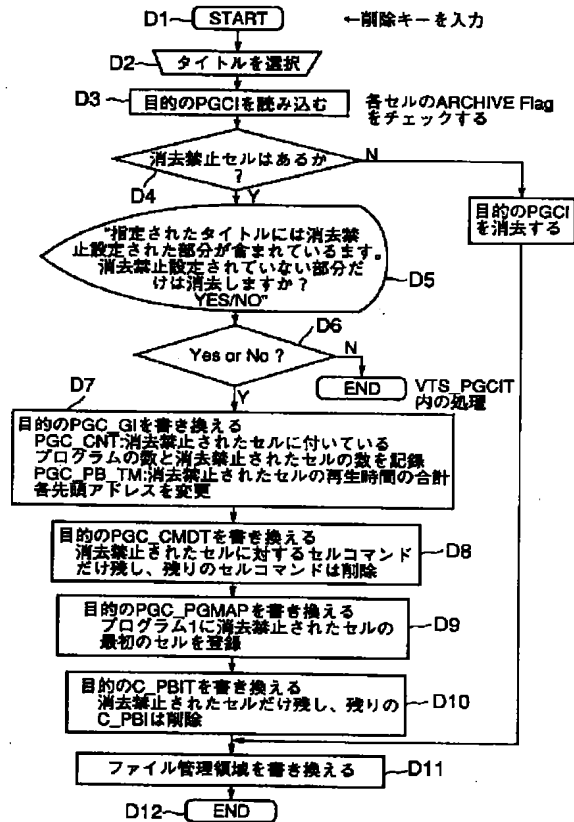 D1 START ←削除キーを入力
D2 タイトルを選択
D3 目的のPGCIを読み込む 各セルのARCHIVE Flag
をチェックする
消去禁止セルはあるか
? N
D4 Y
目的のPGCI
を消去する
"指定されたタイトルには消去禁
止設定された部分が含まれているます。
消去禁止設定されていない部分だ
けは消去しますか?
YES/NO"
D5
D6
Yes or No ? N
Y
END VTS_PGCIT
内の処理
D7
目的のPGC_GIを書き換える
PGC_CNT:消去禁止されたセルに付いている
プログラムの数と消去禁止されたセルの数を記録
PGC_PB_TM:消去禁止されたセルの再生時間の合計
各先頭アドレスを変更
目的のPGC_CMDTを書き換える
消去禁止されたセルに対するセルコマンド
だけ残し、残りのセルコマンドは削除
D8
目的のPGC_PGMAPを書き換える
プログラム1に消去禁止されたセルの
最初のセルを登録
D9
目的のC_PBITを書き換える
消去禁止されたセルだけ残し、残りの
C_PBIは削除
D10
ファイル管理領域を書き換える D11
D12 END